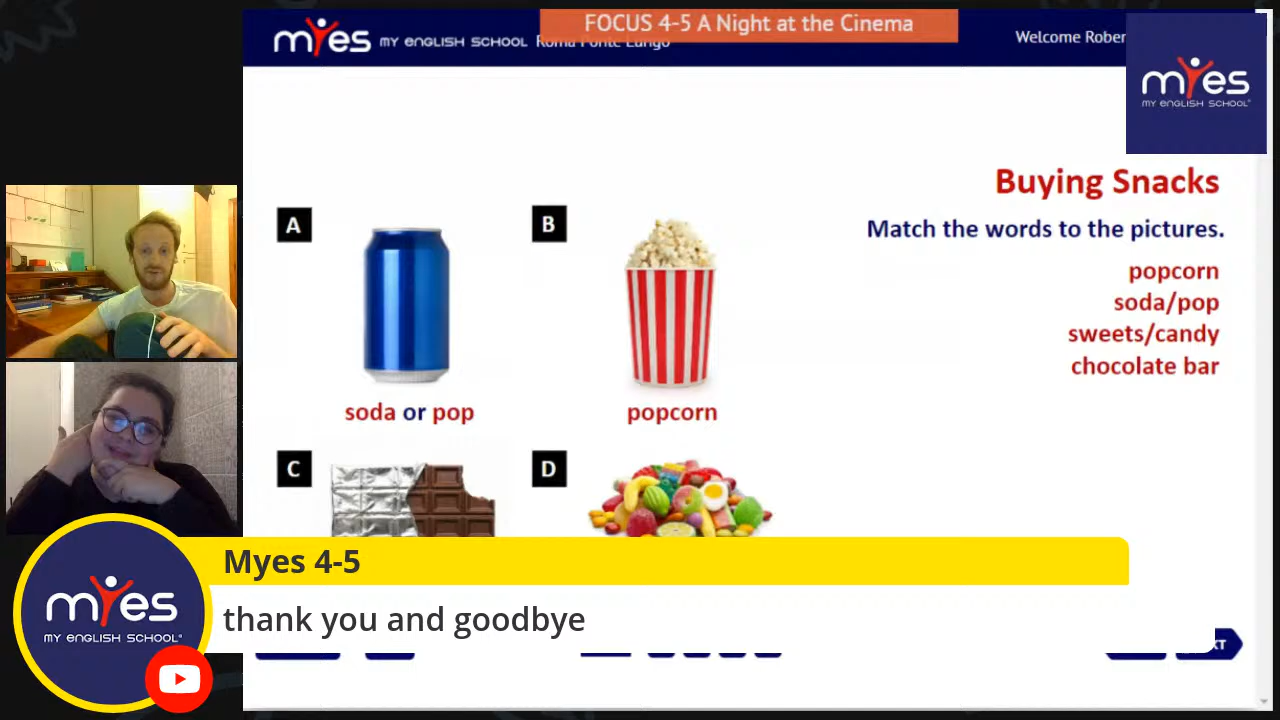 FOCUS 4-5 A Night at the Cinema
myes MY ENGLISH SCHOOL Roma Ponte Lungo
Welcome Rober
myes
MY ENGLISH SCHOOL
Buying Snacks
Match the words to the pictures.
popcorn
soda/pop
sweets/candy
chocolate bar
A
B
soda or pop
popcorn
C
D
Myes 4-5
thank you and goodbye
myes
MY ENGLISH SCHOOL